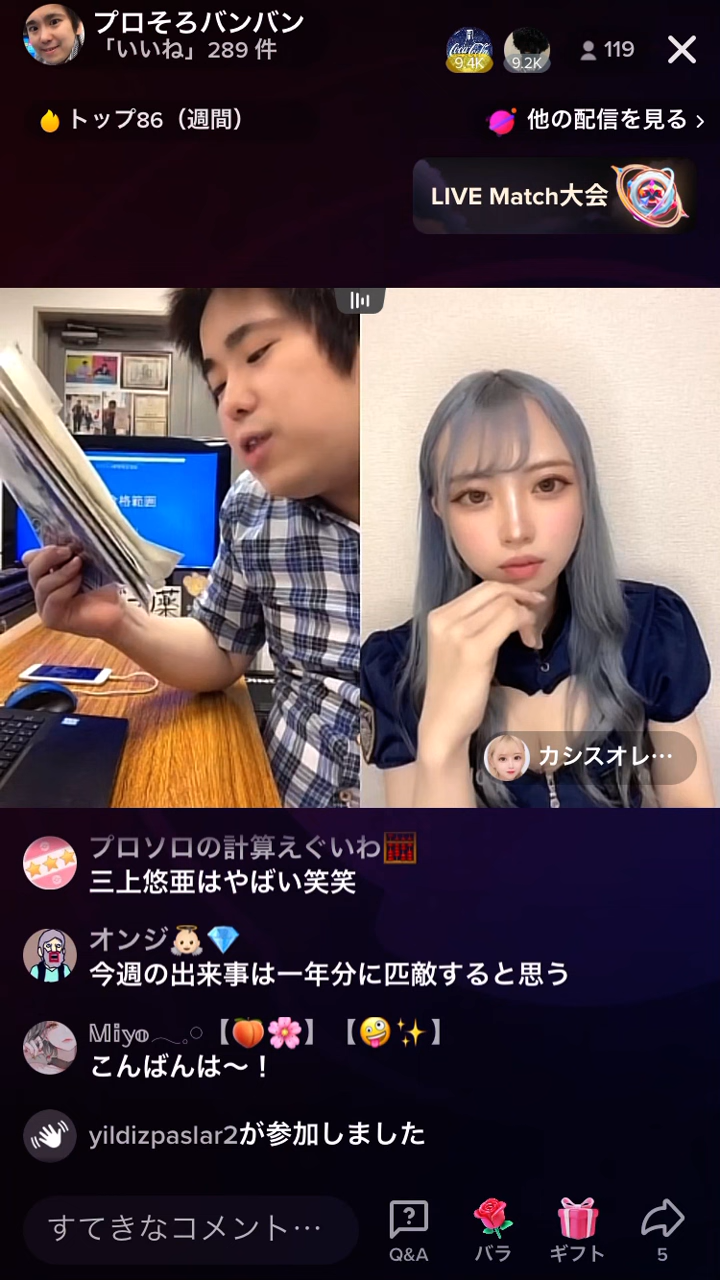 プロそろバンバン
「いいね」289 件
9.4K
9.2K
119
トップ86（週間）
他の配信を見る
LIVE Match大会
合格範囲
薬
カシスオレ…
プロソロの計算えぐいわ🧮
三上悠亜はやばい笑笑
オンジ👼🏼💎
今週の出来事は一年分に匹敵すると思う
𝕄𝕚𝕪𝕠 𓂃𓈒𓏸【🍑🌸】【🤪✨】
こんばんは〜！
yildizpaslar2が参加しました
すてきなコメント…
Q&A
バラ
ギフト
5